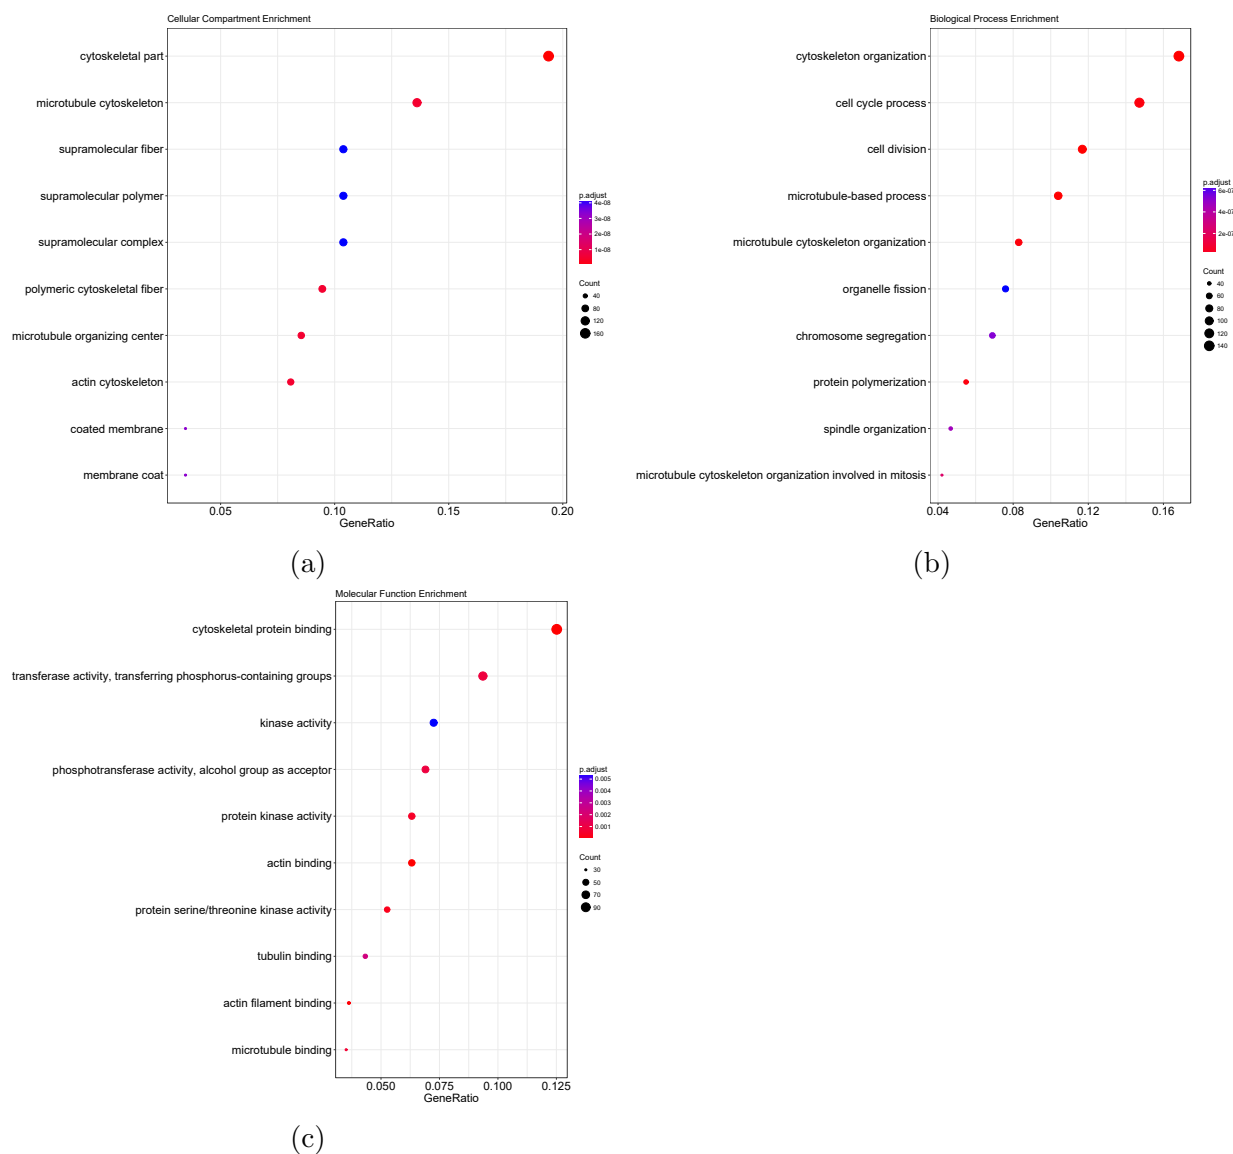 Cellular Compartment Enrichment
cytoskeletal part
microtubule cytoskeleton
supramolecular fiber
supramolecular polymer
supramolecular complex
polymeric cytoskeletal fiber
microtubule organizing center
actin cytoskeleton
coated membrane
membrane coat
0.05 0.10 0.15 0.20
GeneRatio
p.adjust
4e-08
3e-08
2e-08
1e-08
Count
40
80
120
160
(a)
Biological Process Enrichment
cytoskeleton organization
cell cycle process
cell division
microtubule-based process
microtubule cytoskeleton organization
organelle fission
chromosome segregation
protein polymerization
spindle organization
microtubule cytoskeleton organization involved in mitosis
0.04 0.08 0.12 0.16
GeneRatio
p.adjust
6e-07
4e-07
2e-07
Count
40
60
80
100
120
140
(b)
Molecular Function Enrichment
cytoskeletal protein binding
transferase activity, transferring phosphorus-containing groups
kinase activity
phosphotransferase activity, alcohol group as acceptor
protein kinase activity
actin binding
protein serine/threonine kinase activity
tubulin binding
actin filament binding
microtubule binding
0.050 0.075 0.100 0.125
GeneRatio
p.adjust
0.005
0.004
0.003
0.002
0.001
Count
30
50
70
90
(c)